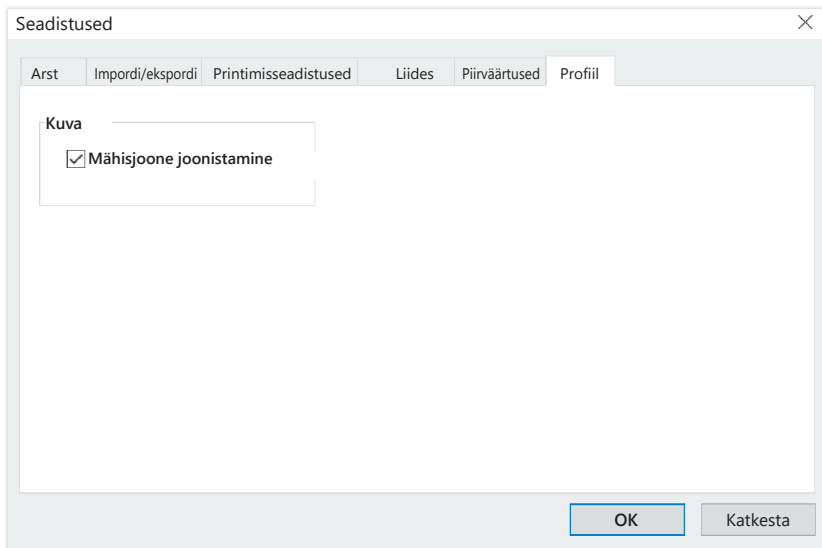 Seadistused
Arst Impordi/ekspordi Printimisseadistused Liides Piirväärtused Profiil
Kuva
Mähisjoone joonistamine
OK Katkesta